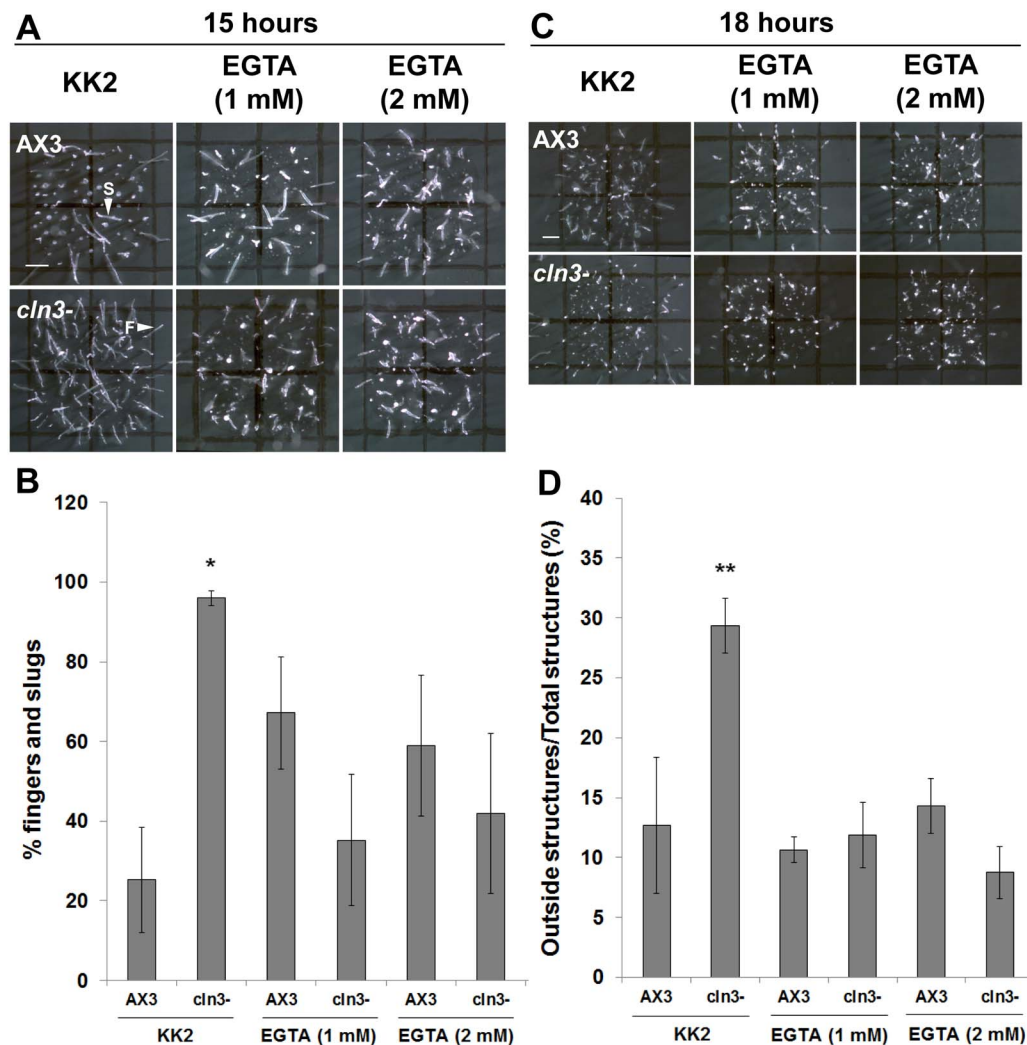 A
15 hours
KK2
EGTA
(1 mM)
EGTA
(2 mM)
AX3
S
cln3-
F
B
120
100
80
60
40
20
0
% fingers and slugs
*
AX3
cln3-
AX3
cln3-
AX3
cln3-
KK2
EGTA (1 mM)
EGTA (2 mM)
C
18 hours
KK2
EGTA
(1 mM)
EGTA
(2 mM)
AX3
cln3-
D
40
35
30
25
20
15
10
5
0
Outside structures/Total structures (%)
**
AX3
cln3-
AX3
cln3-
AX3
cln3-
KK2
EGTA (1 mM)
EGTA (2 mM)